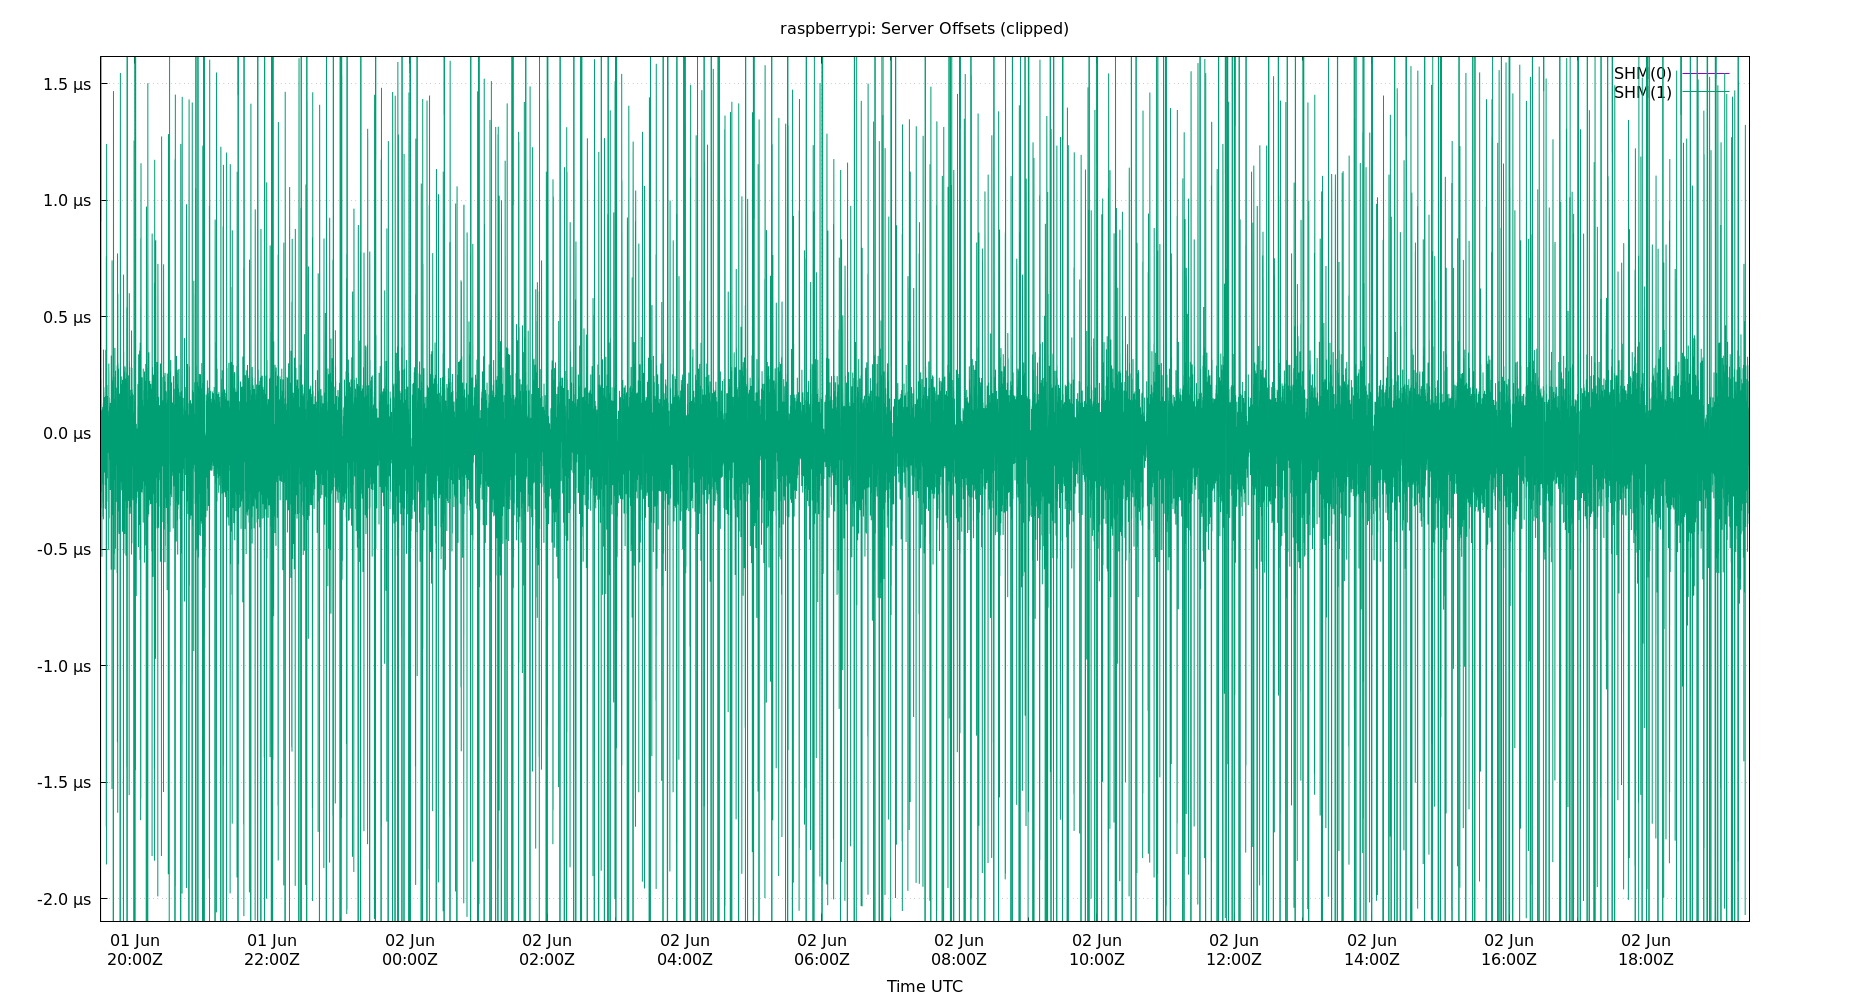 raspberrypi: Server Offsets (clipped)
SHM(0)
SHM(1)
1.5 µs
1.0 µs
0.5 µs
0.0 µs
-0.5 µs
-1.0 µs
-1.5 µs
-2.0 µs
01 Jun 01 Jun 02 Jun 02 Jun 02 Jun 02 Jun 02 Jun 02 Jun 02 Jun 02 Jun 02 Jun 02 Jun
20:00Z 22:00Z 00:00Z 02:00Z 04:00Z 06:00Z 08:00Z 10:00Z 12:00Z 14:00Z 16:00Z 18:00Z
Time UTC